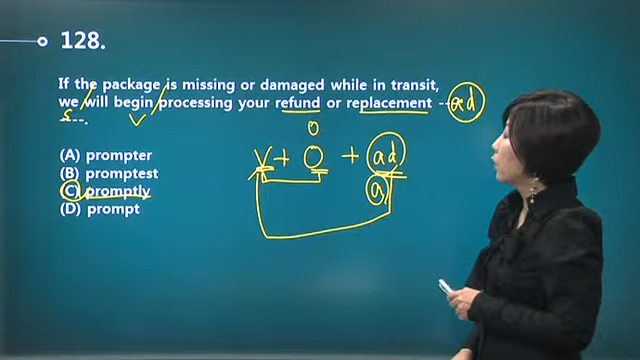 128.
If the package is missing or damaged while in transit,
we will begin processing your refund or replacement -- ad
s ---.
v
o
v + o + ad
a
(A) prompter
(B) promptest
(C) promptly
(D) prompt